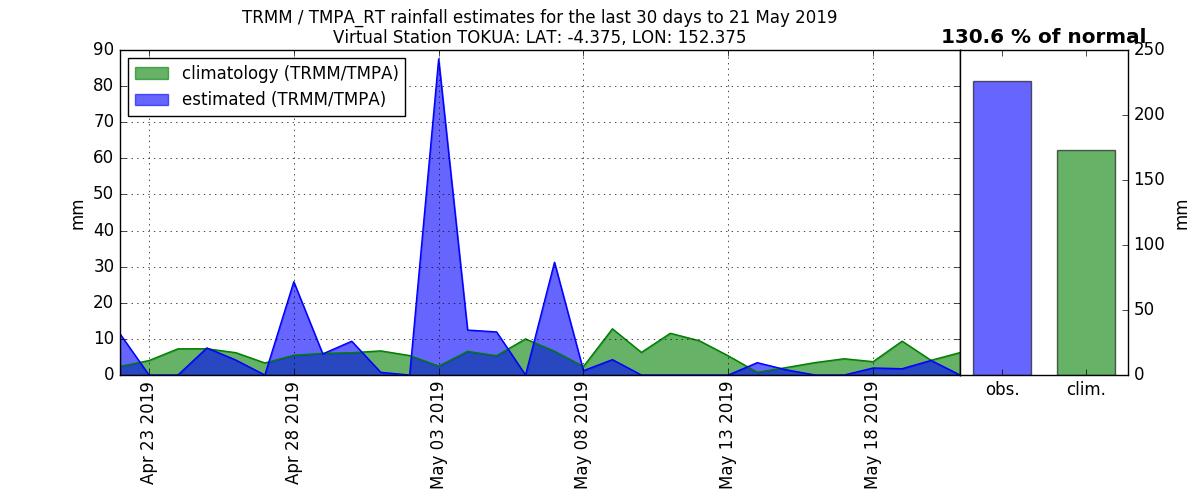 TRMM / TMPA_RT rainfall estimates for the last 30 days to 21 May 2019
Virtual Station TOKUA: LAT: -4.375, LON: 152.375
130.6 % of normal
climatology (TRMM/TMPA)
estimated (TRMM/TMPA)
90
80
70
60
50
40
30
20
10
0
mm
Apr 23 2019
Apr 28 2019
May 03 2019
May 08 2019
May 13 2019
May 18 2019
obs.
clim.
250
200
150
100
50
0
mm